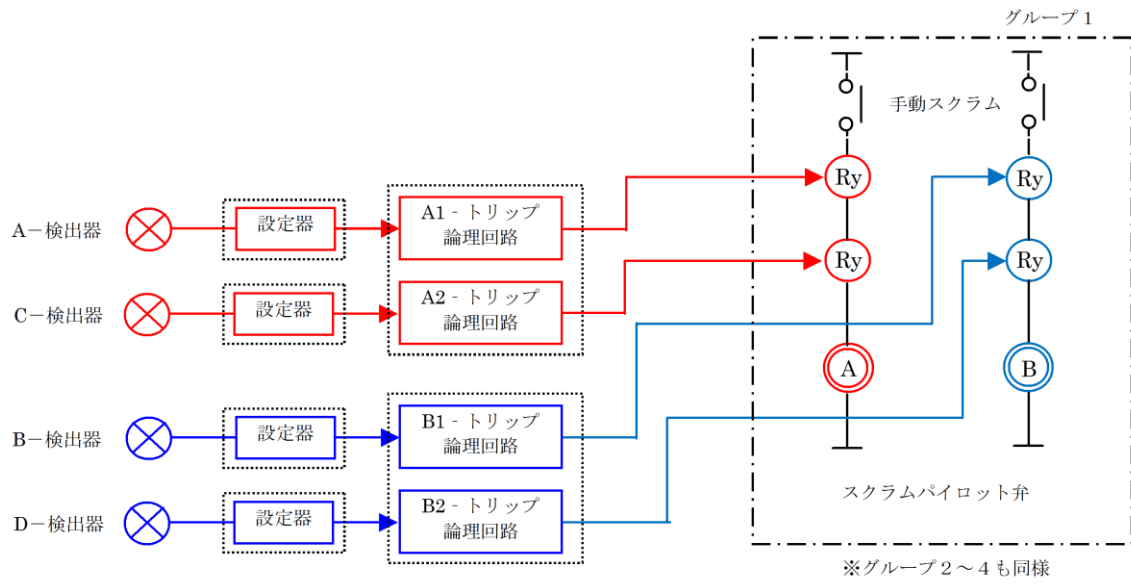 グループ1
手動スクラム
Ry
Ry
A1‐トリップ
論理回路
設定器
A－検出器
Ry
Ry
A2‐トリップ
論理回路
設定器
C－検出器
A
B
B1‐トリップ
論理回路
設定器
B－検出器
スクラムパイロット弁
B2‐トリップ
論理回路
設定器
D－検出器
※グループ2～4も同様